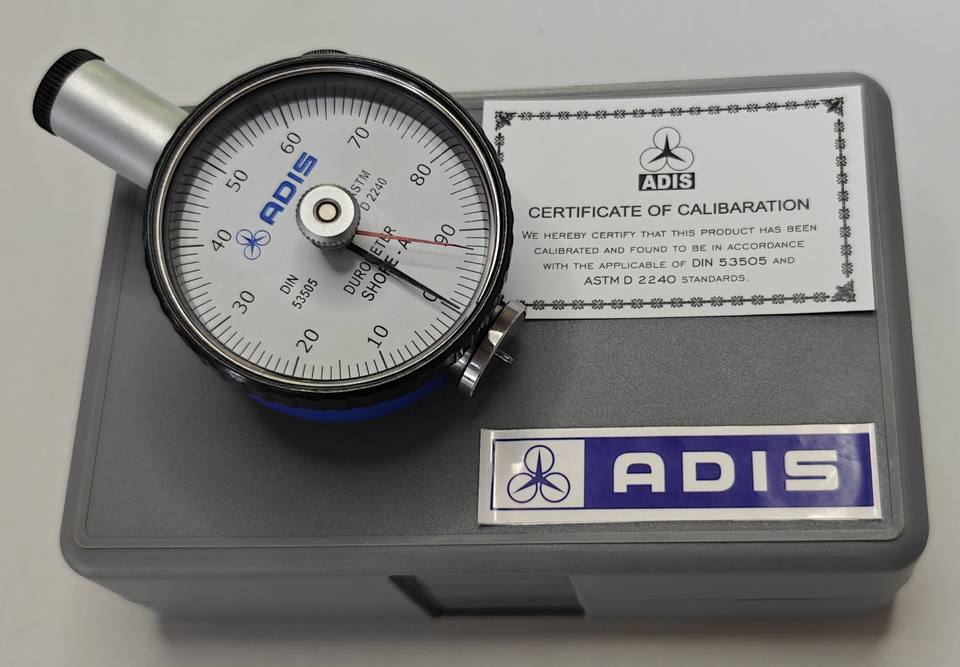 60
70
50
80
40
90
30
0
20
10
ADIS
ASTM
D 2240
DIN
53505
DUROMETER
SHORE - A
ADIS
CERTIFICATE OF CALIBARATION
WE HEREBY CERTIFY THAT THIS PRODUCT HAS BEEN
CALIBRATED AND FOUND TO BE IN ACCORDANCE
WITH THE APPLICABLE OF DIN 53505 AND
ASTM D 2240 STANDARDS.
ADIS